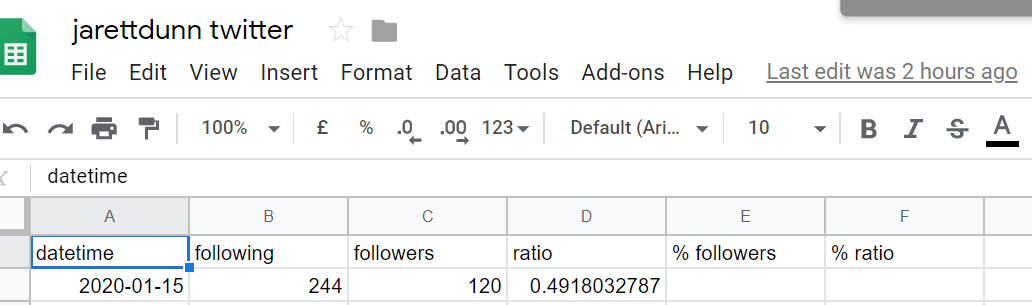 jarettdunn twitter
File Edit View Insert Format Data Tools Add-ons Help Last edit was 2 hours ago
100% £ % .0 .00 123 Default (Ari... 10 B I S A
datetime
A B C D E F
datetime following followers ratio % followers % ratio
2020-01-15 244 120 0.4918032787